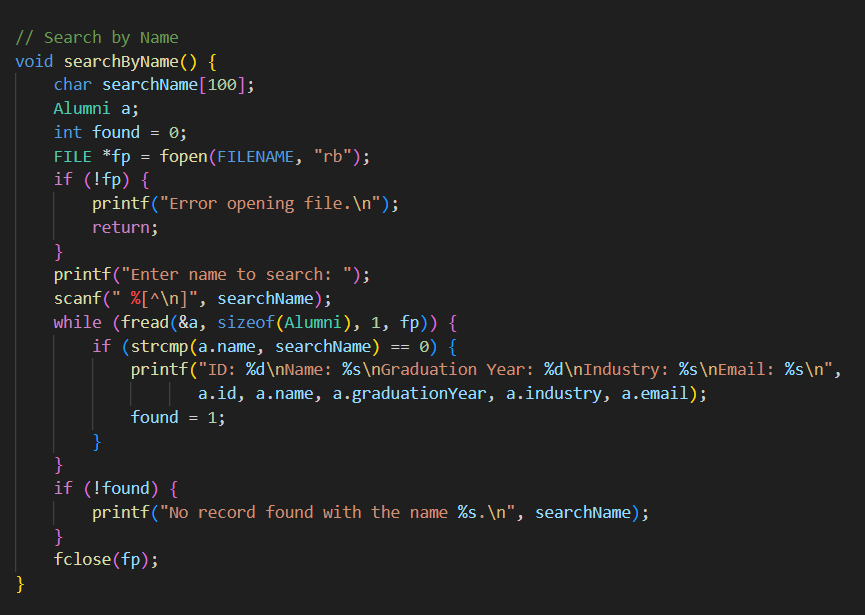 // Search by Name
void searchByName() {
    char searchName[100];
    Alumni a;
    int found = 0;
    FILE *fp = fopen(FILENAME, "rb");
    if (!fp) {
        printf("Error opening file.\n");
        return;
    }
    printf("Enter name to search: ");
    scanf(" %[^\n]", searchName);
    while (fread(&a, sizeof(Alumni), 1, fp)) {
        if (strcmp(a.name, searchName) == 0) {
            printf("ID: %d\nName: %s\nGraduation Year: %d\nIndustry: %s\nEmail: %s\n",
                   a.id, a.name, a.graduationYear, a.industry, a.email);
            found = 1;
        }
    }
    if (!found) {
        printf("No record found with the name %s.\n", searchName);
    }
    fclose(fp);
}